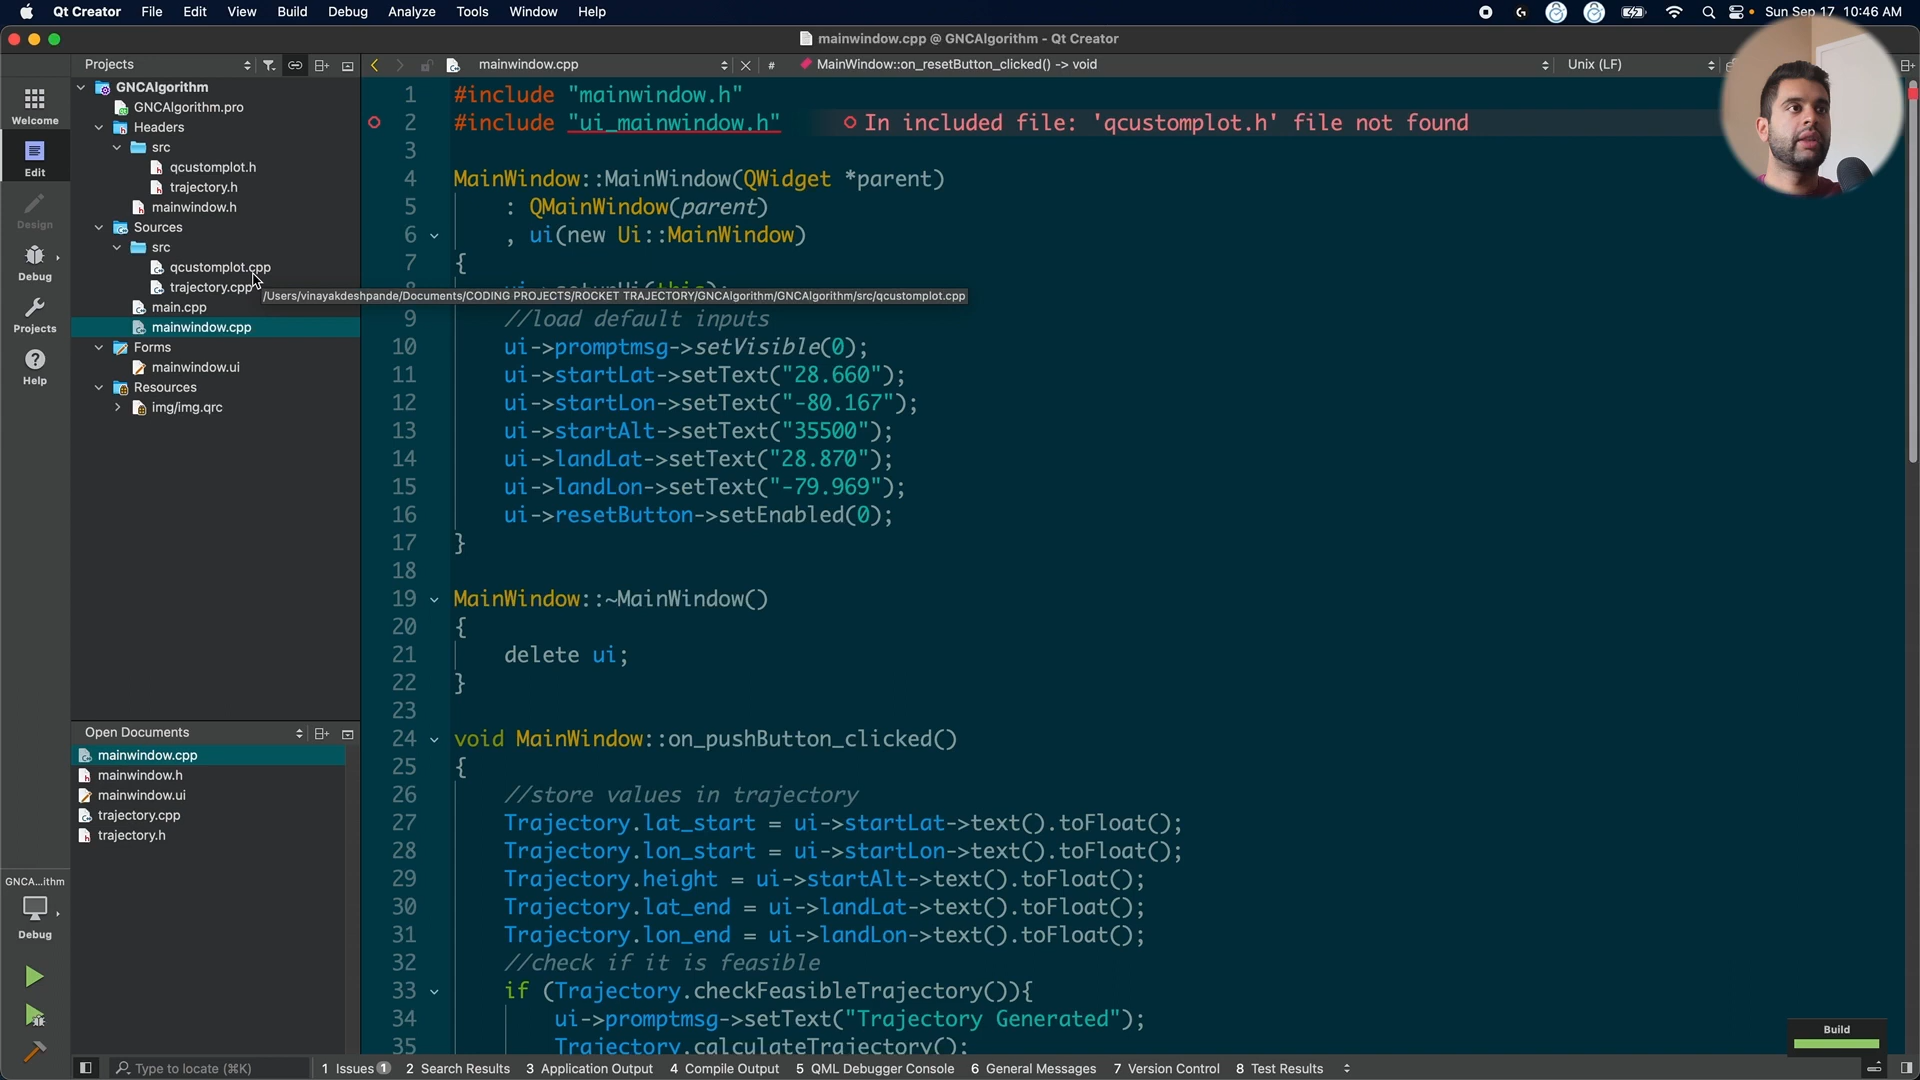 Qt Creator File Edit View Build Debug Analyze Tools Window Help Sun Sep 17 10:46 AM
mainwindow.cpp @ GNCAlgorithm - Qt Creator
Projects mainwindow.cpp # MainWindow::on_resetButton_clicked() -> void Unix (LF)
Welcome
Edit
Design
Debug
Projects
Help
GNCAlgorithm
GNCAlgorithm.pro
Headers
src
qcustomplot.h
trajectory.h
mainwindow.h
Sources
src
qcustomplot.cpp
trajectory.cpp
main.cpp
mainwindow.cpp
Forms
mainwindow.ui
Resources
img/img.qrc
/Users/vinayakdeshpande/Documents/CODING PROJECTS/ROCKET TRAJECTORY/GNCAlgorithm/GNCAlgorithm/src/qcustomplot.cpp
Open Documents
mainwindow.cpp
mainwindow.h
mainwindow.ui
trajectory.cpp
trajectory.h
GNCA...ithm
Debug
1 #include "mainwindow.h"
2 #include "ui_mainwindow.h" In included file: 'qcustomplot.h' file not found
3
4 MainWindow::MainWindow(QWidget *parent)
5 : QMainWindow(parent)
6 , ui(new Ui::MainWindow)
7 {
9 //load default inputs
10 ui->promptmsg->setVisible(0);
11 ui->startLat->setText("28.660");
12 ui->startLon->setText("-80.167");
13 ui->startAlt->setText("35500");
14 ui->landLat->setText("28.870");
15 ui->landLon->setText("-79.969");
16 ui->resetButton->setEnabled(0);
17 }
18
19 MainWindow::~MainWindow()
20 {
21 delete ui;
22 }
23
24 void MainWindow::on_pushButton_clicked()
25 {
26 //store values in trajectory
27 Trajectory.lat_start = ui->startLat->text().toFloat();
28 Trajectory.lon_start = ui->startLon->text().toFloat();
29 Trajectory.height = ui->startAlt->text().toFloat();
30 Trajectory.lat_end = ui->landLat->text().toFloat();
31 Trajectory.lon_end = ui->landLon->text().toFloat();
32 //check if it is feasible
33 if (Trajectory.checkFeasibleTrajectory()){
34 ui->promptmsg->setText("Trajectory Generated");
35 Trajectory.calculateTrajectory();
Build
Type to locate (⌘K) 1 Issues 1 2 Search Results 3 Application Output 4 Compile Output 5 QML Debugger Console 6 General Messages 7 Version Control 8 Test Results